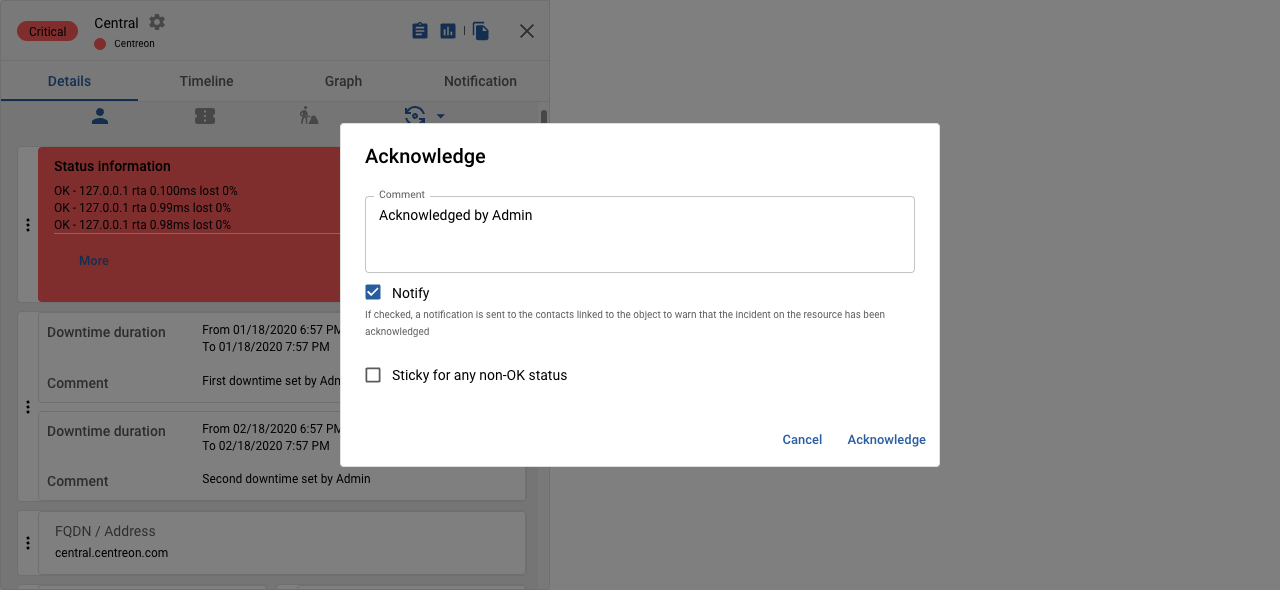 Critical
Central
Centreon
Details
Timeline
Graph
Notification
Status information
OK - 127.0.0.1 rta 0.100ms lost 0%
OK - 127.0.0.1 rta 0.99ms lost 0%
OK - 127.0.0.1 rta 0.98ms lost 0%
More
Downtime duration
From 01/18/2020 6:57 PM
To 01/18/2020 7:57 PM
Comment
First downtime set by Adm
Downtime duration
From 02/18/2020 6:57 PM
To 02/18/2020 7:57 PM
Comment
Second downtime set by Admin
FQDN / Address
central.centreon.com
Acknowledge
Comment
Acknowledged by Admin
Notify
If checked, a notification is sent to the contacts linked to the object to warn that the incident on the resource has been
acknowledged
Sticky for any non-OK status
Cancel
Acknowledge